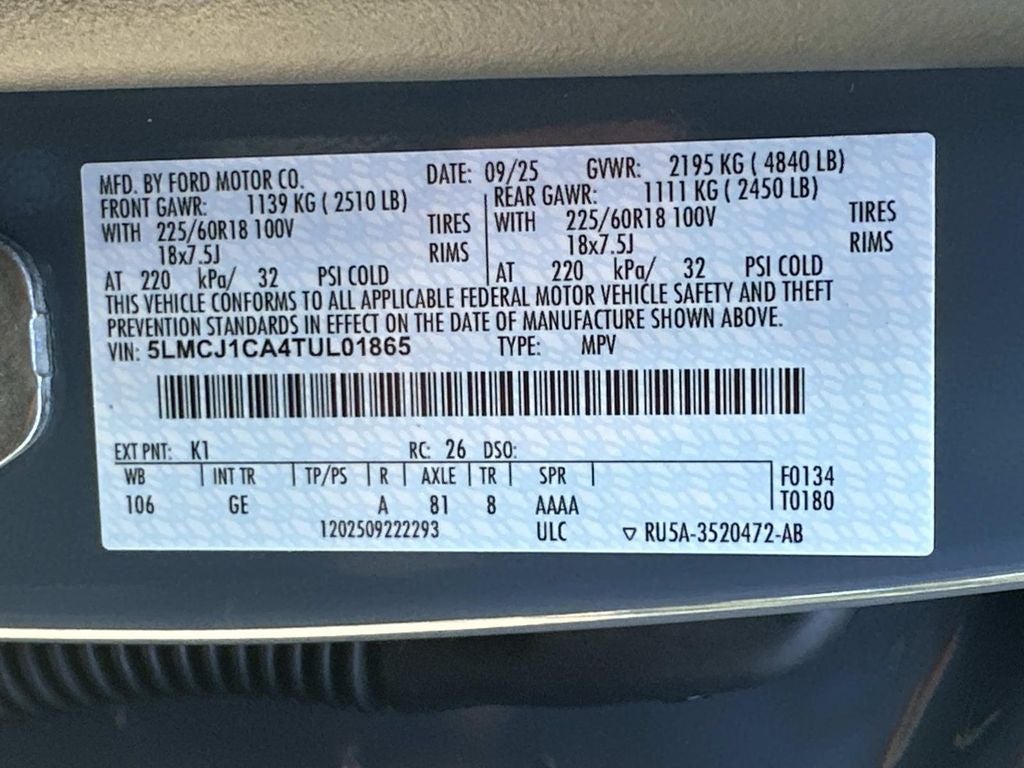 MFD. BY FORD MOTOR CO. DATE: 09/25 GVWR: 2195 KG ( 4840 LB)
FRONT GAWR: 1139 KG ( 2510 LB) REAR GAWR: 1111 KG ( 2450 LB)
WITH 225/60R18 100V TIRES WITH 225/60R18 100V TIRES
18x7.5J RIMS 18x7.5J RIMS
AT 220 kPa/ 32 PSI COLD AT 220 kPa/ 32 PSI COLD
THIS VEHICLE CONFORMS TO ALL APPLICABLE FEDERAL MOTOR VEHICLE SAFETY AND THEFT
PREVENTION STANDARDS IN EFFECT ON THE DATE OF MANUFACTURE SHOWN ABOVE.
VIN: 5LMCJ1CA4TUL01865 TYPE: MPV
EXT PNT: K1 RC: 26 DSO:
WB INT TR TP/PS R AXLE TR SPR F0134
106 GE A 81 8 AAAA T0180
1202509222293 ULC ▽ RU5A-3520472-AB